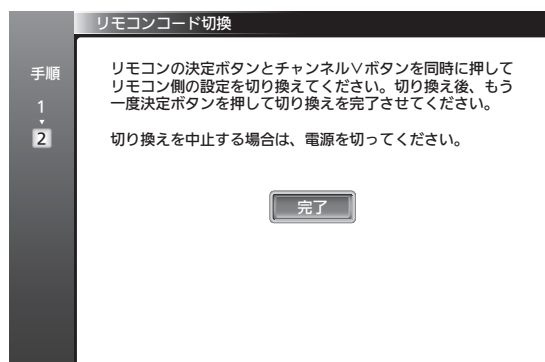 リモコンコード切換
手順
1
2
リモコンの決定ボタンとチャンネル∨ボタンを同時に押して
リモコン側の設定を切り換えてください。切り換え後、もう
一度決定ボタンを押して切り換えを完了させてください。
切り換えを中止する場合は、電源を切ってください。
完了